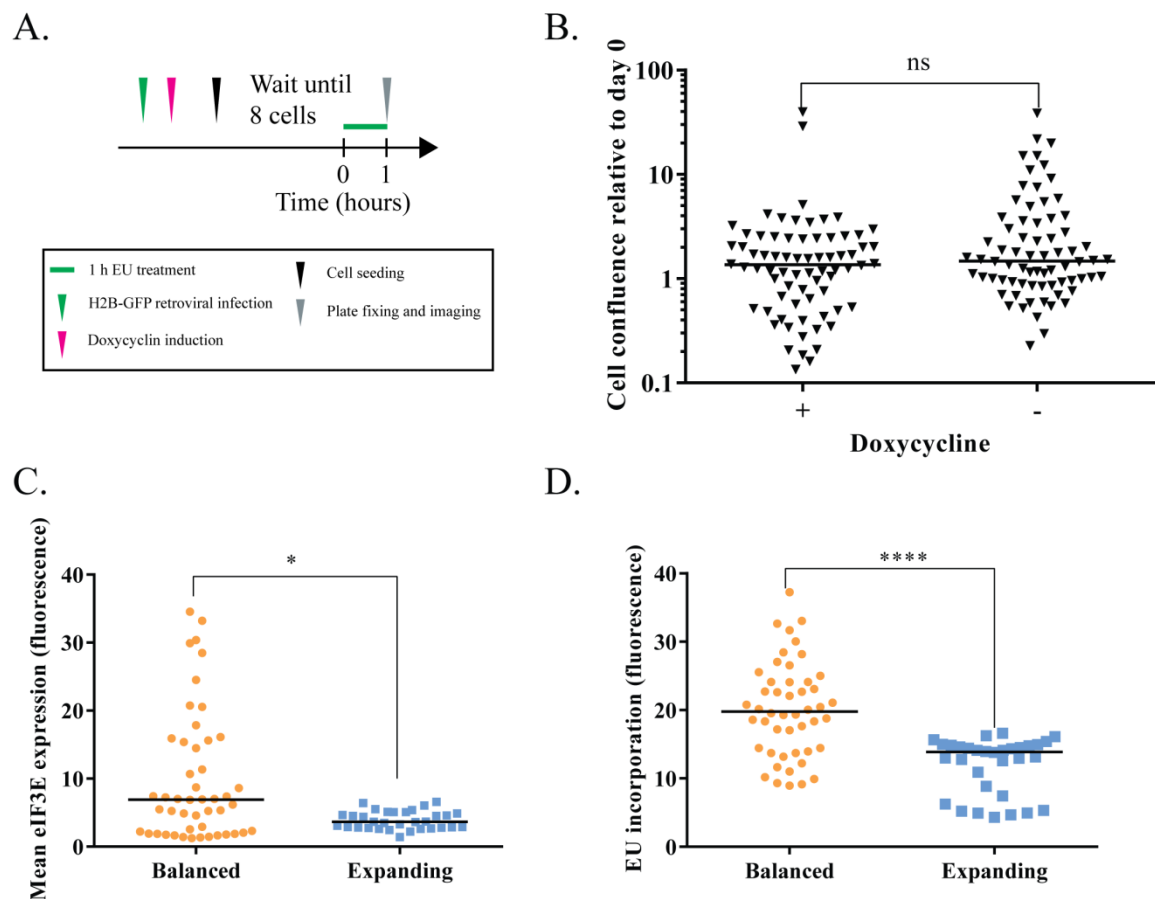 A.
Wait until
8 cells
0
1
Time (hours)
1 h EU treatment
H2B-GFP retroviral infection
Doxycyclin induction
Cell seeding
Plate fixing and imaging
B.
Cell confluence relative to day 0
100
10
1
0.1
ns
+
-
Doxycycline
C.
Mean eIF3E expression (fluorescence)
40
30
20
10
0
*
Balanced
Expanding
D.
EU incorporation (fluorescence)
40
30
20
10
0
****
Balanced
Expanding